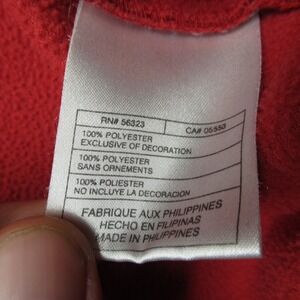 RN# 56323 CA# 05553
100% POLYESTER
EXCLUSIVE OF DECORATION
100% POLYESTER
SANS ORNEMENTS
100% POLIESTER
NO INCLUYE LA DECORACION
FABRIQUE AUX PHILIPPINES
HECHO EN FILIPINAS
MADE IN PHILIPPINES